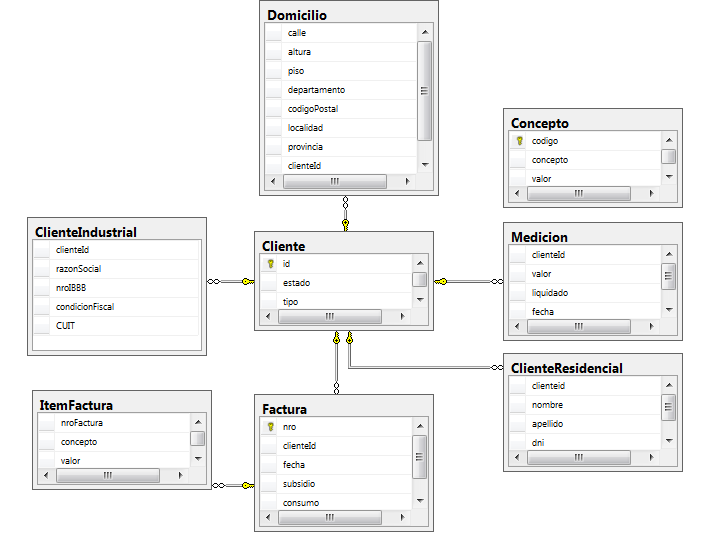 Domicilio
calle
altura
piso
departamento
codigoPostal
localidad
provincia
clienteId
Concepto
codigo
concepto
valor
ClienteIndustrial
clienteId
razonSocial
nroIBBB
condicionFiscal
CUIT
Cliente
id
estado
tipo
Medicion
clienteId
valor
liquidado
fecha
ClienteResidencial
clienteid
nombre
apellido
dni
ItemFactura
nroFactura
concepto
valor
Factura
nro
clienteId
fecha
subsidio
consumo